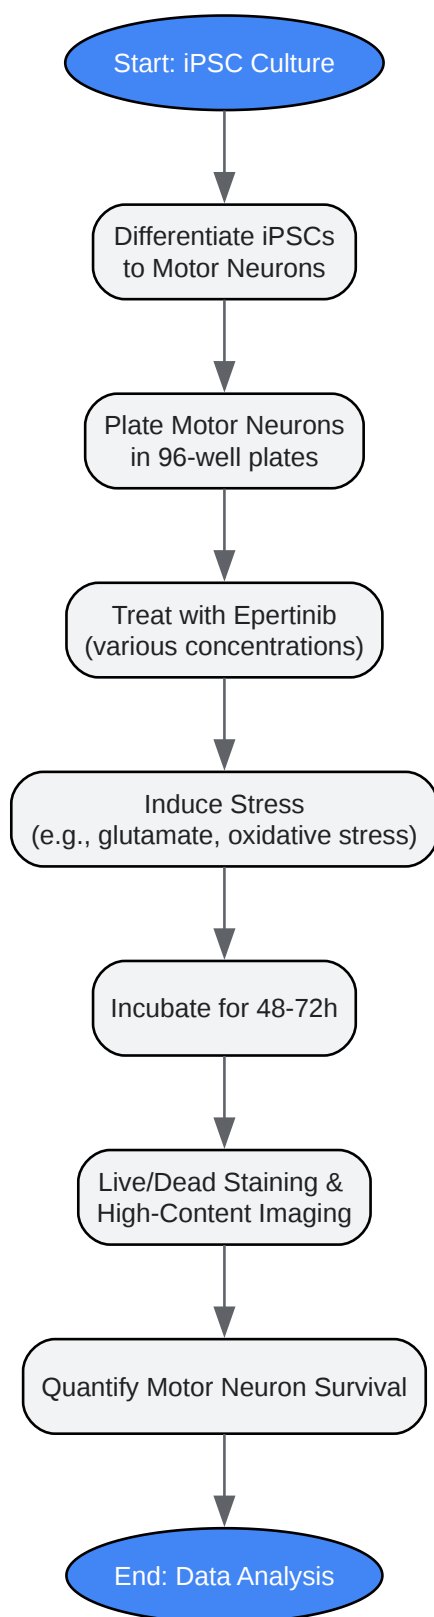 Start: iPSC Culture
Differentiate iPSCs
to Motor Neurons
Plate Motor Neurons
in 96-well plates
Treat with Epertinib
(various concentrations)
Induce Stress
(e.g., glutamate, oxidative stress)
Incubate for 48-72h
Live/Dead Staining &
High-Content Imaging
Quantify Motor Neuron Survival
End: Data Analysis